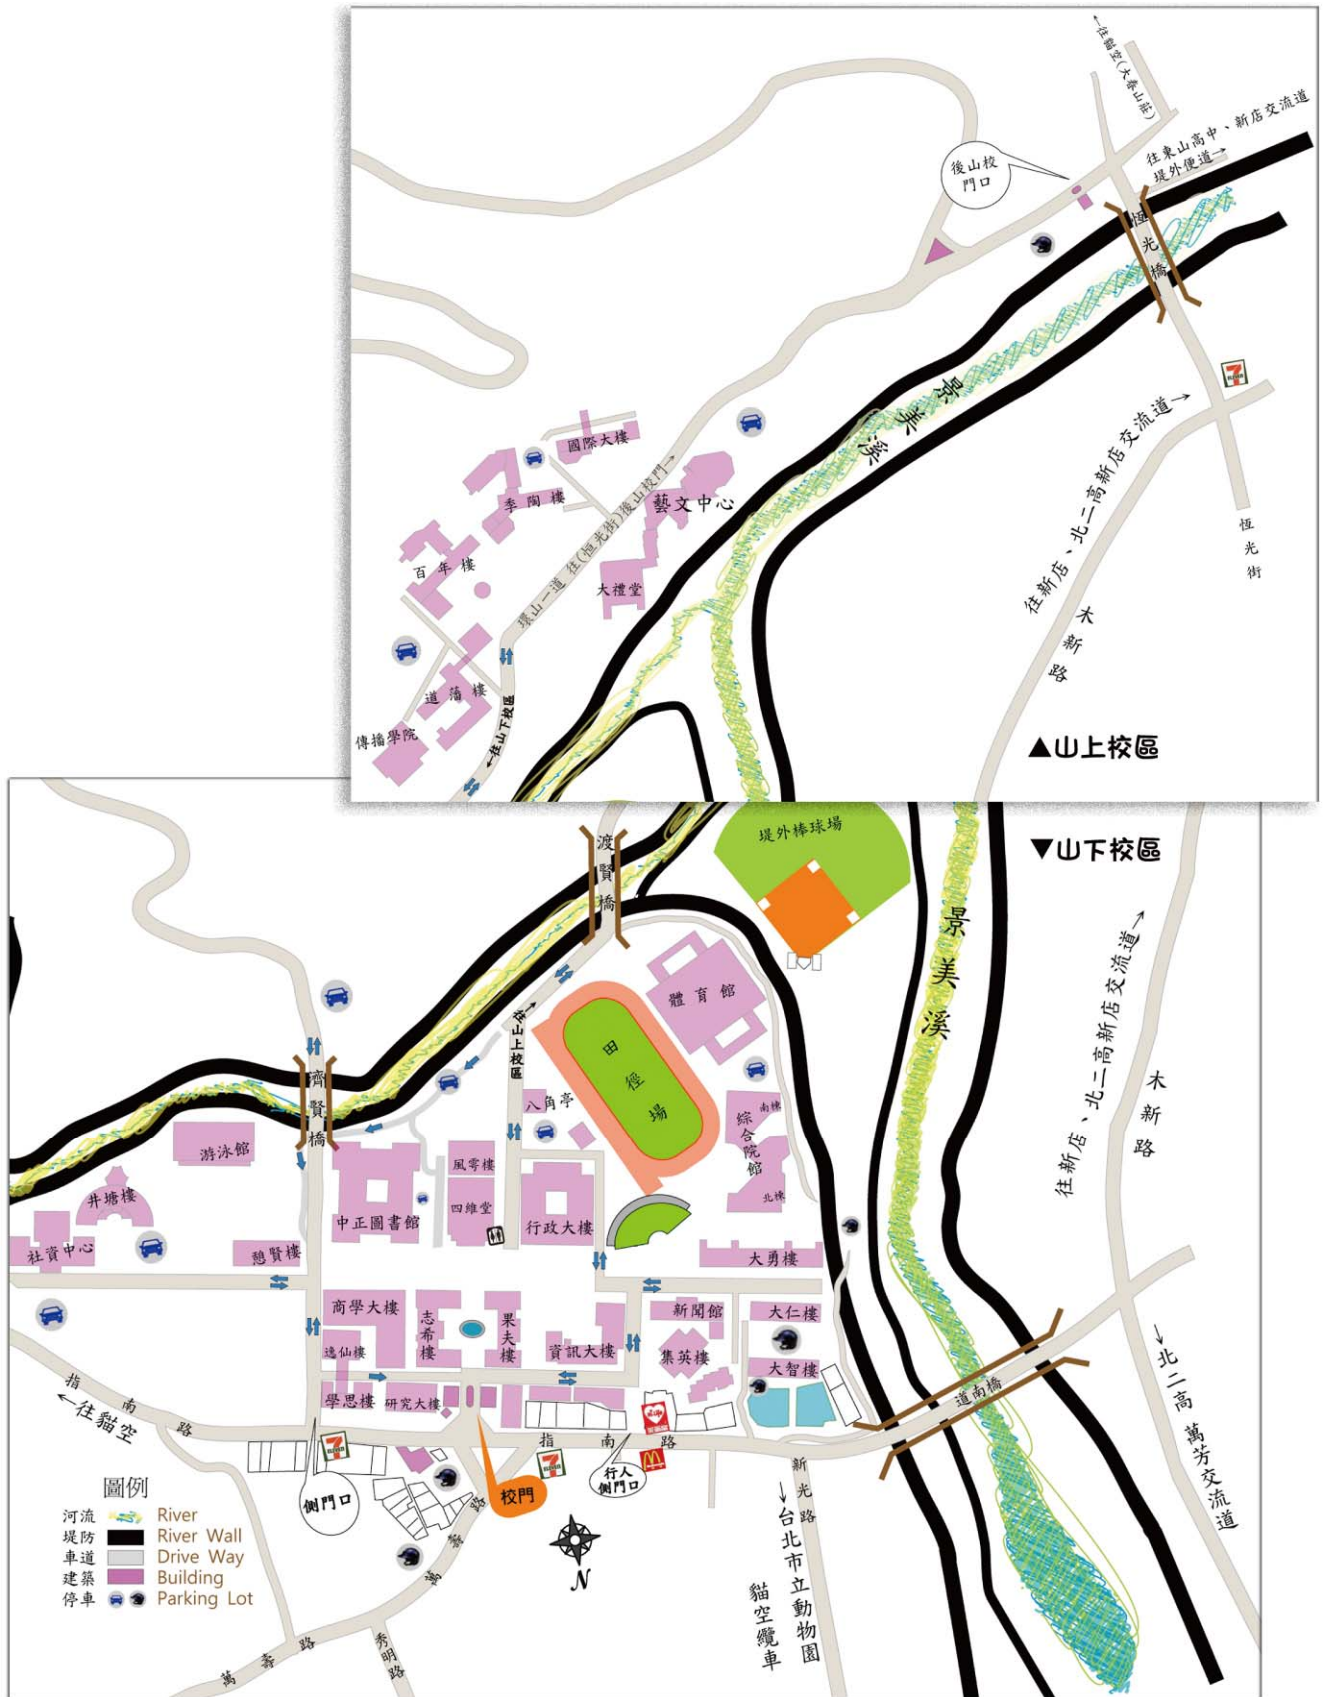 ←往貓空(大春山莊)
往東山高中、新店交流道
堤外便道→
後山校
門口
恆光橋
景美溪
國際大樓
季陶樓
藝文中心
百年樓
大禮堂
環山一道 往(恆光街)後山校門→
道藩樓
傳播學院
←往山下校區
往新店、北二高新店交流道→
木新路
恆光街
▲山上校區
▼山下校區
渡賢橋
堤外棒球場
景美溪
體育館
田徑場
往山上校區→
往新店、北二高新店交流道→
木新路
濟賢橋
八角亭
南棟
綜合院館
北棟
游泳館
風雩樓
井塘樓
四維堂
中正圖書館
行政大樓
社資中心
憩賢樓
大勇樓
商學大樓
志希樓
果夫樓
新聞館
大仁樓
逸仙樓
資訊大樓
集英樓
大智樓
學思樓
研究大樓
道南橋
指南路
←往貓空
指南路
7
7
7
側門口
校門
行人
側門口
新光路
→台北市立動物園
貓空纜車
→北二高 萬芳交流道
萬壽路
萬壽路
秀明路
N
圖例
河流 River
堤防 River Wall
車道 Drive Way
建築 Building
停車 Parking Lot